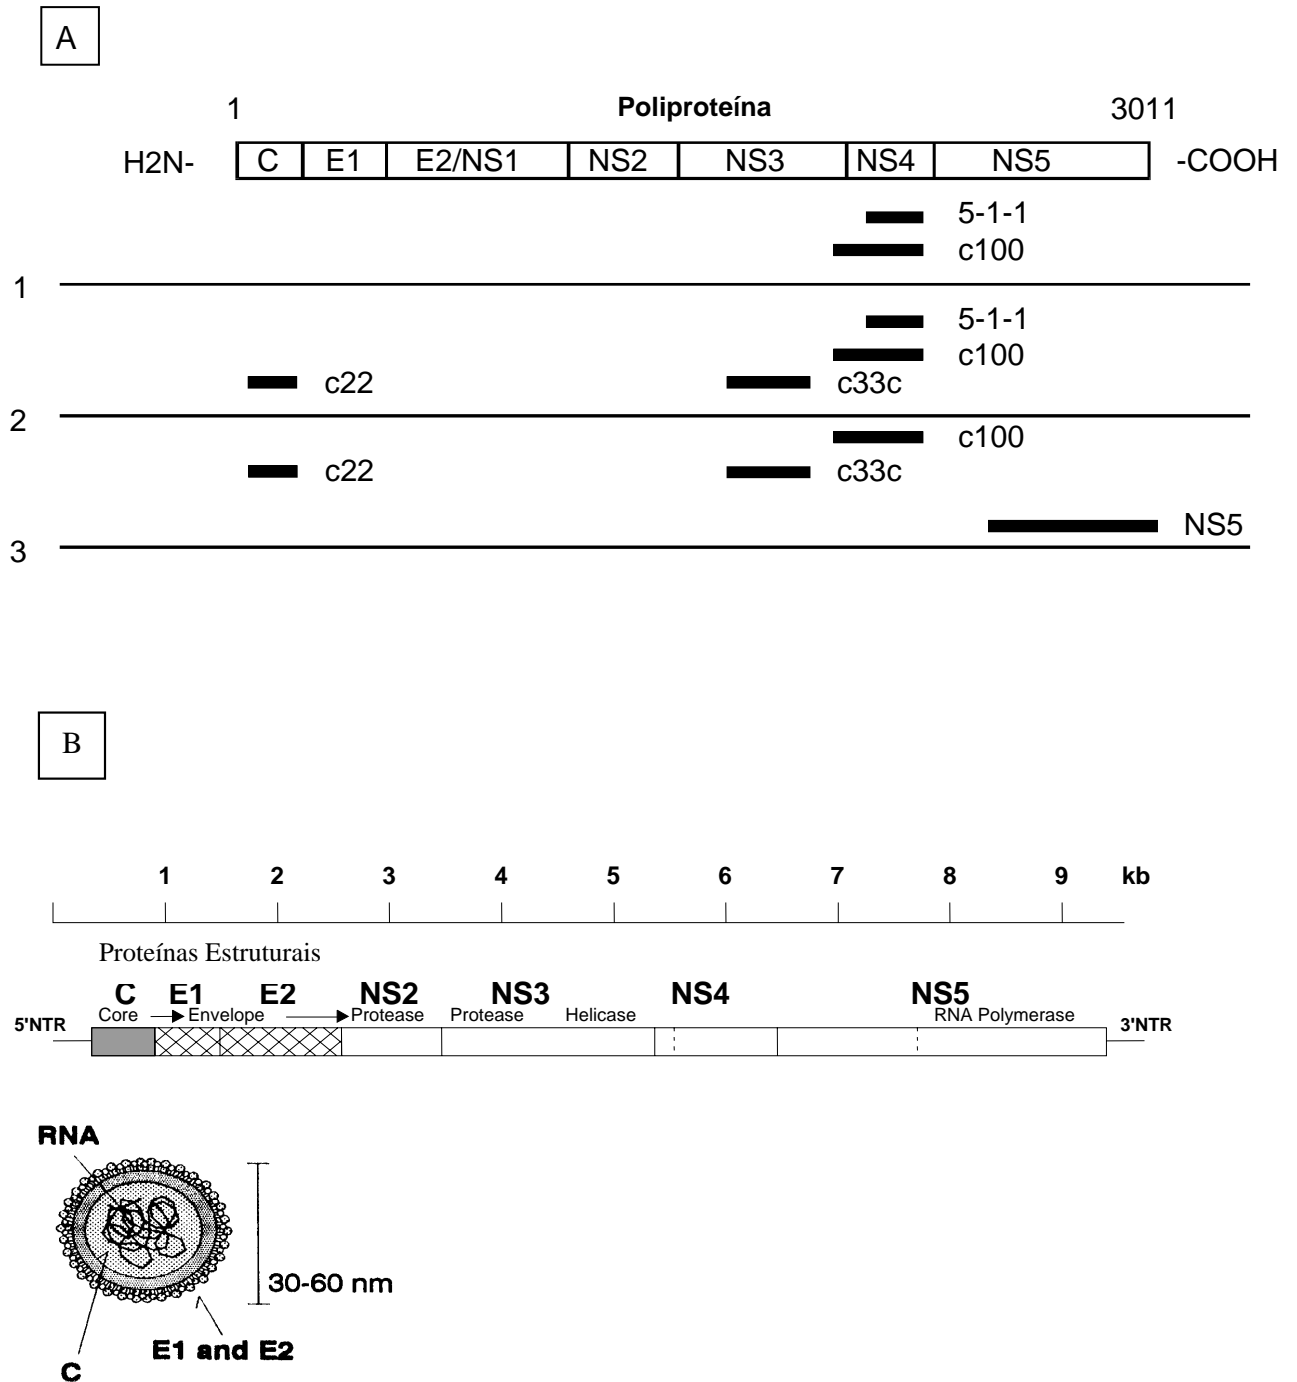 A
1 Poliproteína 3011
H2N- C E1 E2/NS1 NS2 NS3 NS4 NS5 -COOH
5-1-1
c100
1
5-1-1
c100
c22 c33c
2
c100
c22 c33c
NS5
3
B
1 2 3 4 5 6 7 8 9 kb
Proteínas Estruturais
C E1 E2 NS2 NS3 NS4 NS5
Core Envelope Protease Protease Helicase RNA Polymerase
5'NTR 3'NTR
RNA
30-60 nm
E1 and E2
C